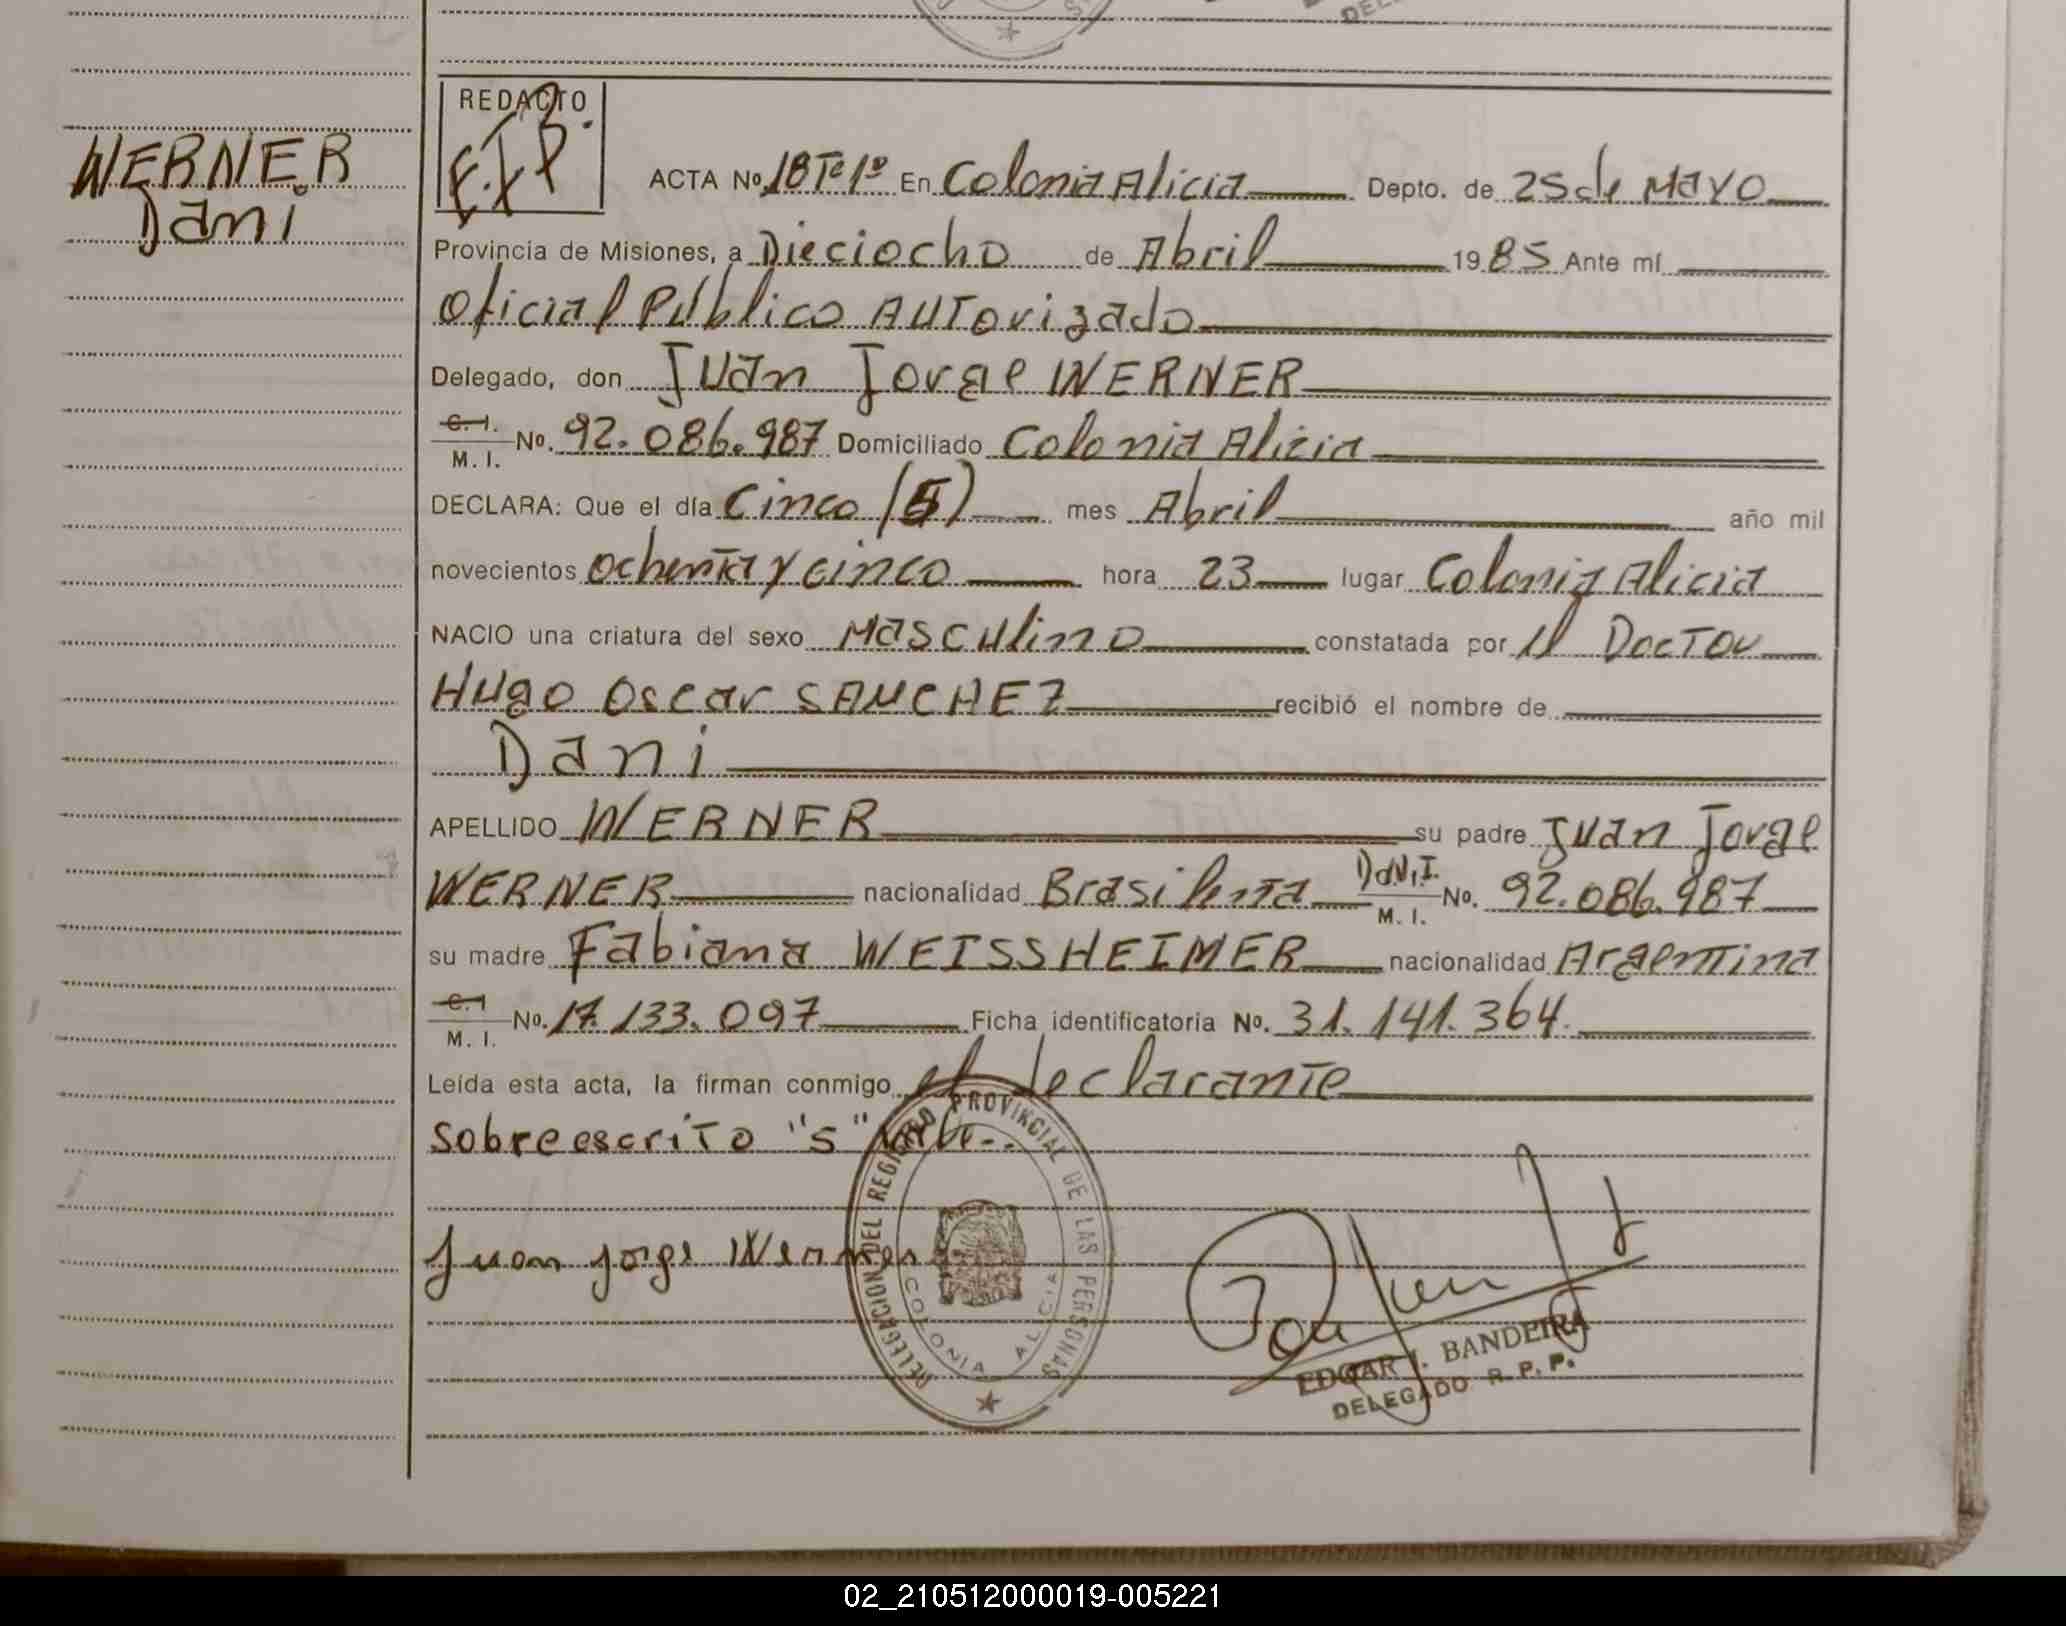 DEL
WERNER
Dani
REDACTO
E.I.B.
ACTA No. 18 To 1º En Colonia Alicia Depto. de 25 de Mayo
Provincia de Misiones, a Dieciocho de Abril 1985 Ante mí
Oficial Público Autorizado
Delegado, don Juan Jorge WERNER
C. I.
M. I. No. 92.086.987 Domiciliado Colonia Alicia
DECLARA: Que el día Cinco (5) mes Abril año mil
novecientos ochenta y cinco hora 23 lugar Colonia Alicia
NACIO una criatura del sexo Masculino constatada por el Doctor
Hugo Oscar SANCHEZ recibió el nombre de
Dani
APELLIDO WERNER su padre Juan Jorge
WERNER nacionalidad Brasileña D.N.I.
M. I. No. 92.086.987
su madre Fabiana WEISSHEIMER nacionalidad Argentina
C. I
M. I. No. 17.133.097 Ficha identificatoria No. 31.141.364.
Leída esta acta, la firman conmigo el declarante
Sobreescrito "5" Vale-.
Juan Jorge Werner
DELEGACION DEL REGISTRO PROVINCIAL DE LAS PERSONAS
COLONIA ALICIA
EDGAR I. BANDEIRA
DELEGADO R. P. P.
02_210512000019-005221